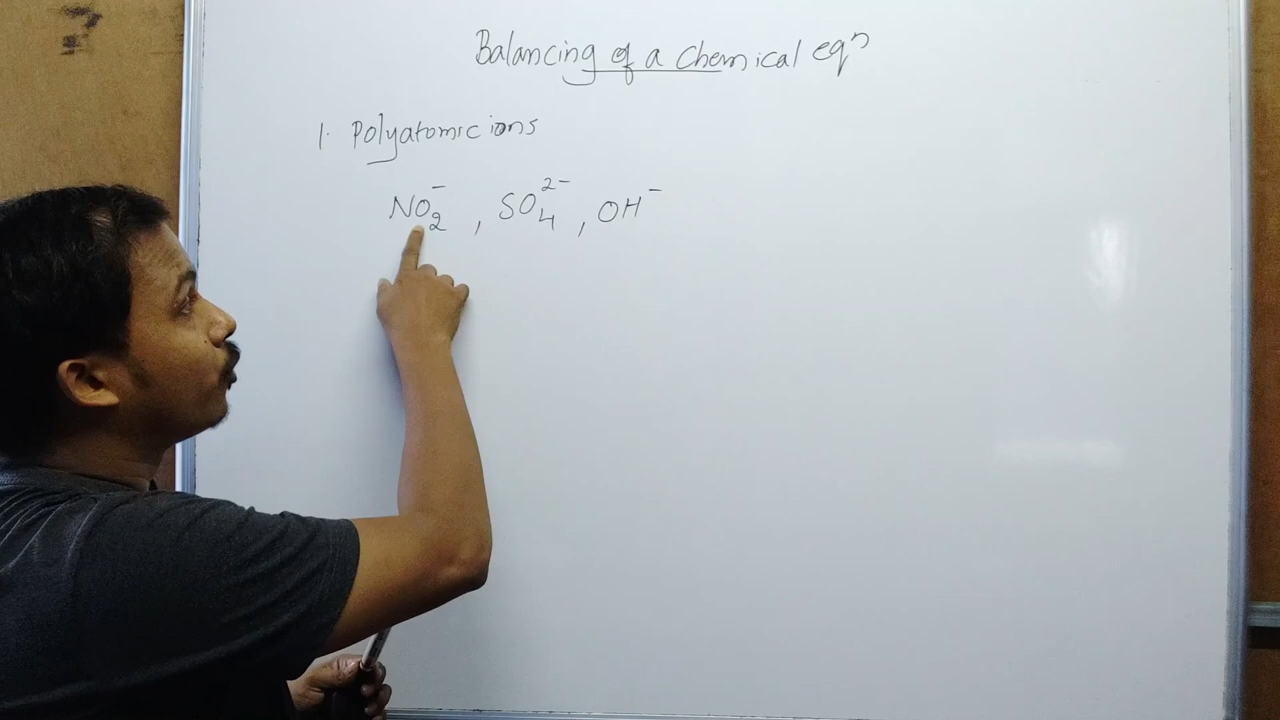 Balancing of a chemical eqⁿ
1. Polyatomic ions
NO₂⁻ , SO₄²⁻ , OH⁻